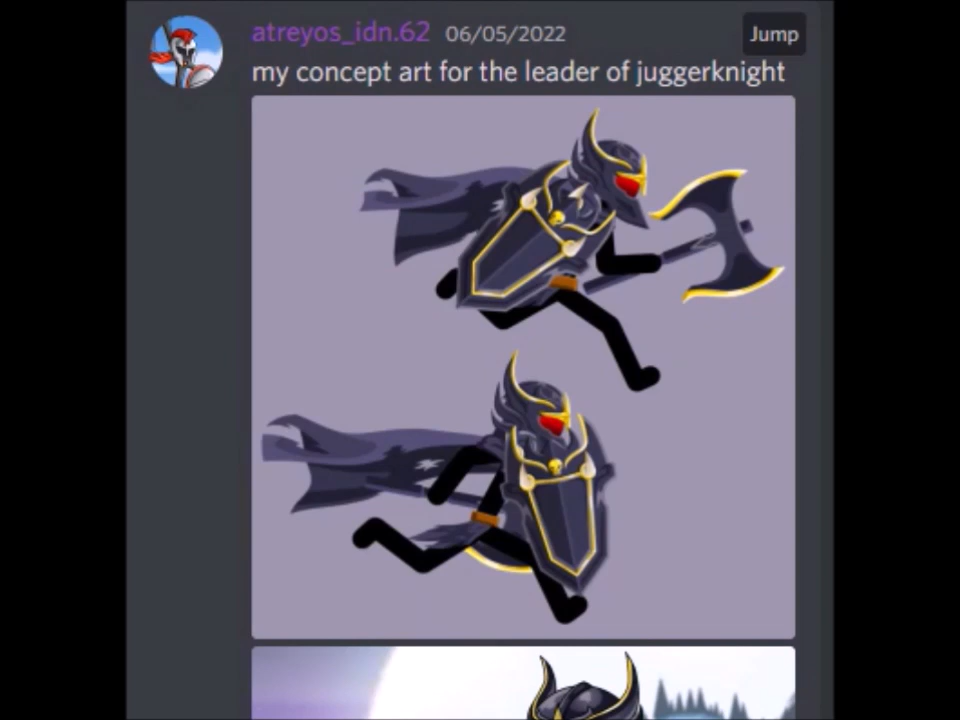 atreyos_idn.62 06/05/2022 Jump
my concept art for the leader of juggerknight